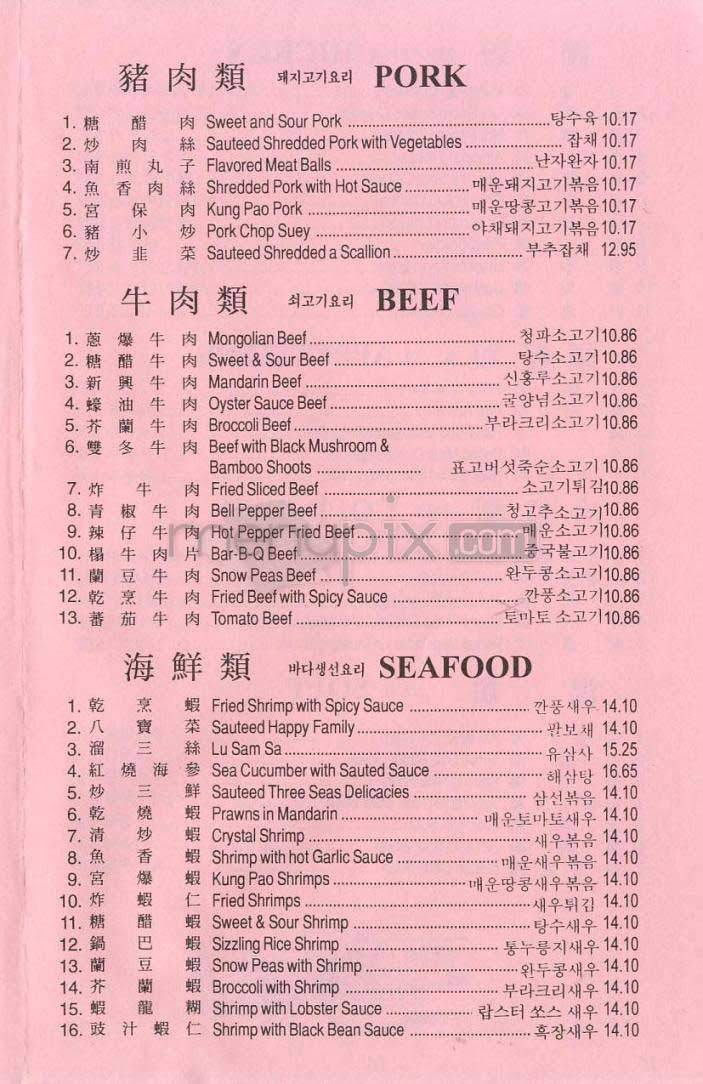 豬肉類 돼지고기요리 PORK
1. 糖醋肉 Sweet and Sour Pork 탕수육 10.17
2. 炒肉絲 Sauteed Shredded Pork with Vegetables 잡채 10.17
3. 南煎丸子 Flavored Meat Balls 난자완자 10.17
4. 魚香肉絲 Shredded Pork with Hot Sauce 매운돼지고기볶음 10.17
5. 宮保肉 Kung Pao Pork 매운땅콩고기볶음 10.17
6. 豬小炒 Pork Chop Suey 야채돼지고기볶음 10.17
7. 炒韭菜 Sauteed Shredded a Scallion 부추잡채 12.95
牛肉類 쇠고기요리 BEEF
1. 蔥爆牛肉 Mongolian Beef 청파소고기 10.86
2. 糖醋牛肉 Sweet & Sour Beef 탕수소고기 10.86
3. 新興牛肉 Mandarin Beef 신흥루소고기 10.86
4. 蠔油牛肉 Oyster Sauce Beef 굴양념소고기 10.86
5. 芥蘭牛肉 Broccoli Beef 부라크리소고기 10.86
6. 雙冬牛肉 Beef with Black Mushroom &
Bamboo Shoots 표고버섯죽순소고기 10.86
7. 炸牛肉 Fried Sliced Beef 소고기튀김 10.86
8. 青椒牛肉 Bell Pepper Beef 청고추소고기 10.86
9. 辣仔牛肉 Hot Pepper Fried Beef 매운소고기 10.86
menupix.com
10. 榻牛肉片 Bar-B-Q Beef 중국불고기 10.86
11. 蘭豆牛肉 Snow Peas Beef 완두콩소고기 10.86
12. 乾烹牛肉 Fried Beef with Spicy Sauce 깐풍소고기 10.86
13. 蕃茄牛肉 Tomato Beef 토마토 소고기 10.86
海鮮類 바다생선요리 SEAFOOD
1. 乾烹蝦 Fried Shrimp with Spicy Sauce 깐풍새우 14.10
2. 八寶菜 Sauteed Happy Family 팔보채 14.10
3. 溜三絲 Lu Sam Sa 유삼사 15.25
4. 紅燒海參 Sea Cucumber with Sauted Sauce 해삼탕 16.65
5. 炒三鮮 Sauteed Three Seas Delicacies 삼선볶음 14.10
6. 乾燒蝦 Prawns in Mandarin 매운토마토새우 14.10
7. 清炒蝦 Crystal Shrimp 새우볶음 14.10
8. 魚香蝦 Shrimp with hot Garlic Sauce 매운새우볶음 14.10
9. 宮爆蝦 Kung Pao Shrimps 매운땅콩새우볶음 14.10
10. 炸蝦仁 Fried Shrimps 새우튀김 14.10
11. 糖醋蝦 Sweet & Sour Shrimp 탕수새우 14.10
12. 鍋巴蝦 Sizzling Rice Shrimp 통누릉지새우 14.10
13. 蘭豆蝦 Snow Peas with Shrimp 완두콩새우 14.10
14. 芥蘭蝦 Broccoli with Shrimp 부라크리새우 14.10
15. 蝦龍糊 Shrimp with Lobster Sauce 랍스터 쏘스 새우 14.10
16. 豉汁蝦仁 Shrimp with Black Bean Sauce 흑장새우 14.10